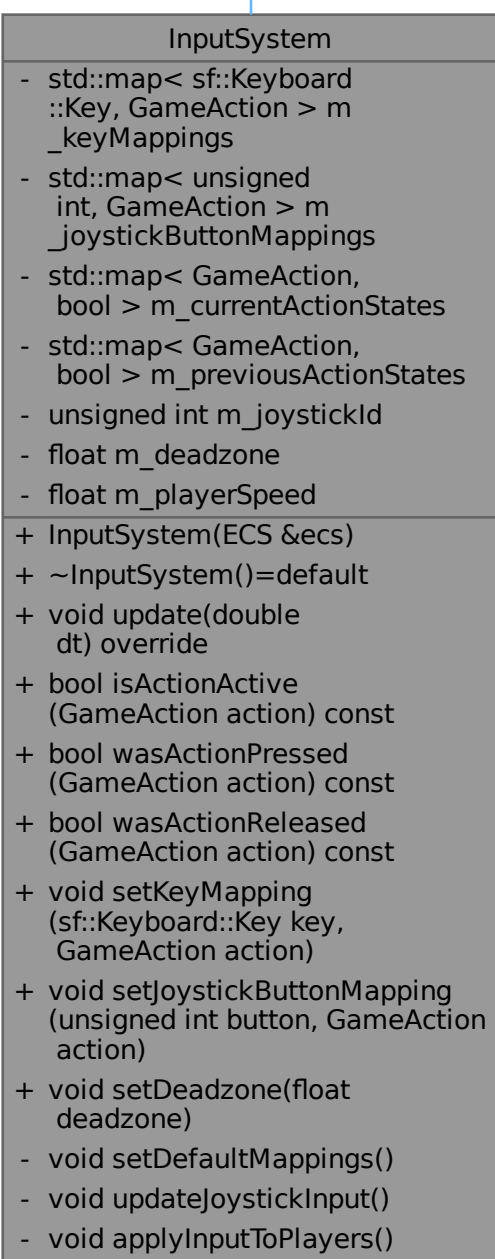 InputSystem
- std::map< sf::Keyboard
::Key, GameAction > m
_keyMappings
- std::map< unsigned
int, GameAction > m
_joystickButtonMappings
- std::map< GameAction,
bool > m_currentActionStates
- std::map< GameAction,
bool > m_previousActionStates
- unsigned int m_joystickId
- float m_deadzone
- float m_playerSpeed
+ InputSystem(ECS &ecs)
+ ~InputSystem()=default
+ void update(double
dt) override
+ bool isActionActive
(GameAction action) const
+ bool wasActionPressed
(GameAction action) const
+ bool wasActionReleased
(GameAction action) const
+ void setKeyMapping
(sf::Keyboard::Key key,
GameAction action)
+ void setJoystickButtonMapping
(unsigned int button, GameAction
action)
+ void setDeadzone(float
deadzone)
- void setDefaultMappings()
- void updateJoystickInput()
- void applyInputToPlayers()